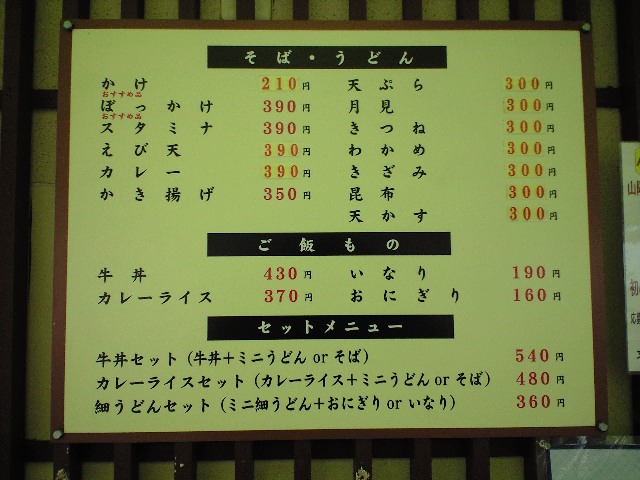 そば・うどん
かけ 210円
おすすめ品
ぼっかけ 390円
おすすめ品
スタミナ 390円
えび天 390円
カレー 390円
かき揚げ 350円
天ぷら 300円
月見 300円
きつね 300円
わかめ 300円
きざみ 300円
昆布 300円
天かす 300円
ご飯もの
牛丼 430円
カレーライス 370円
いなり 190円
おにぎり 160円
セットメニュー
牛丼セット(牛丼+ミニうどん or そば) 540円
カレーライスセット(カレーライス+ミニうどん or そば) 480円
細うどんセット(ミニ細うどん+おにぎり or いなり) 360円